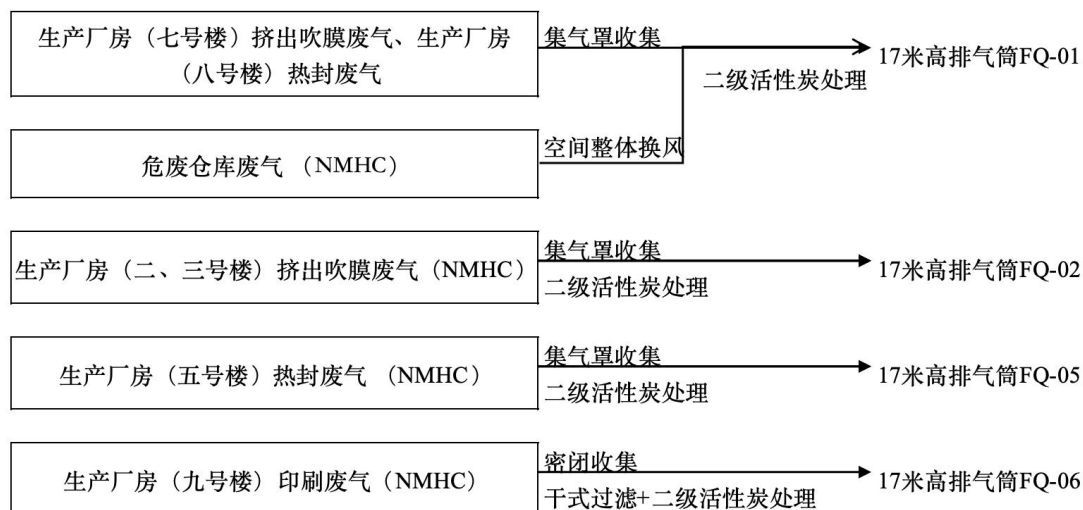 生产厂房（七号楼）挤出吹膜废气、生产厂房
（八号楼）热封废气
集气罩收集
二级活性炭处理
17米高排气筒FQ-01
危废仓库废气 （NMHC）
空间整体换风
生产厂房（二、三号楼）挤出吹膜废气（NMHC）
集气罩收集
二级活性炭处理
17米高排气筒FQ-02
生产厂房（五号楼）热封废气 （NMHC）
集气罩收集
二级活性炭处理
17米高排气筒FQ-05
生产厂房（九号楼）印刷废气（NMHC）
密闭收集
干式过滤+二级活性炭处理
17米高排气筒FQ-06